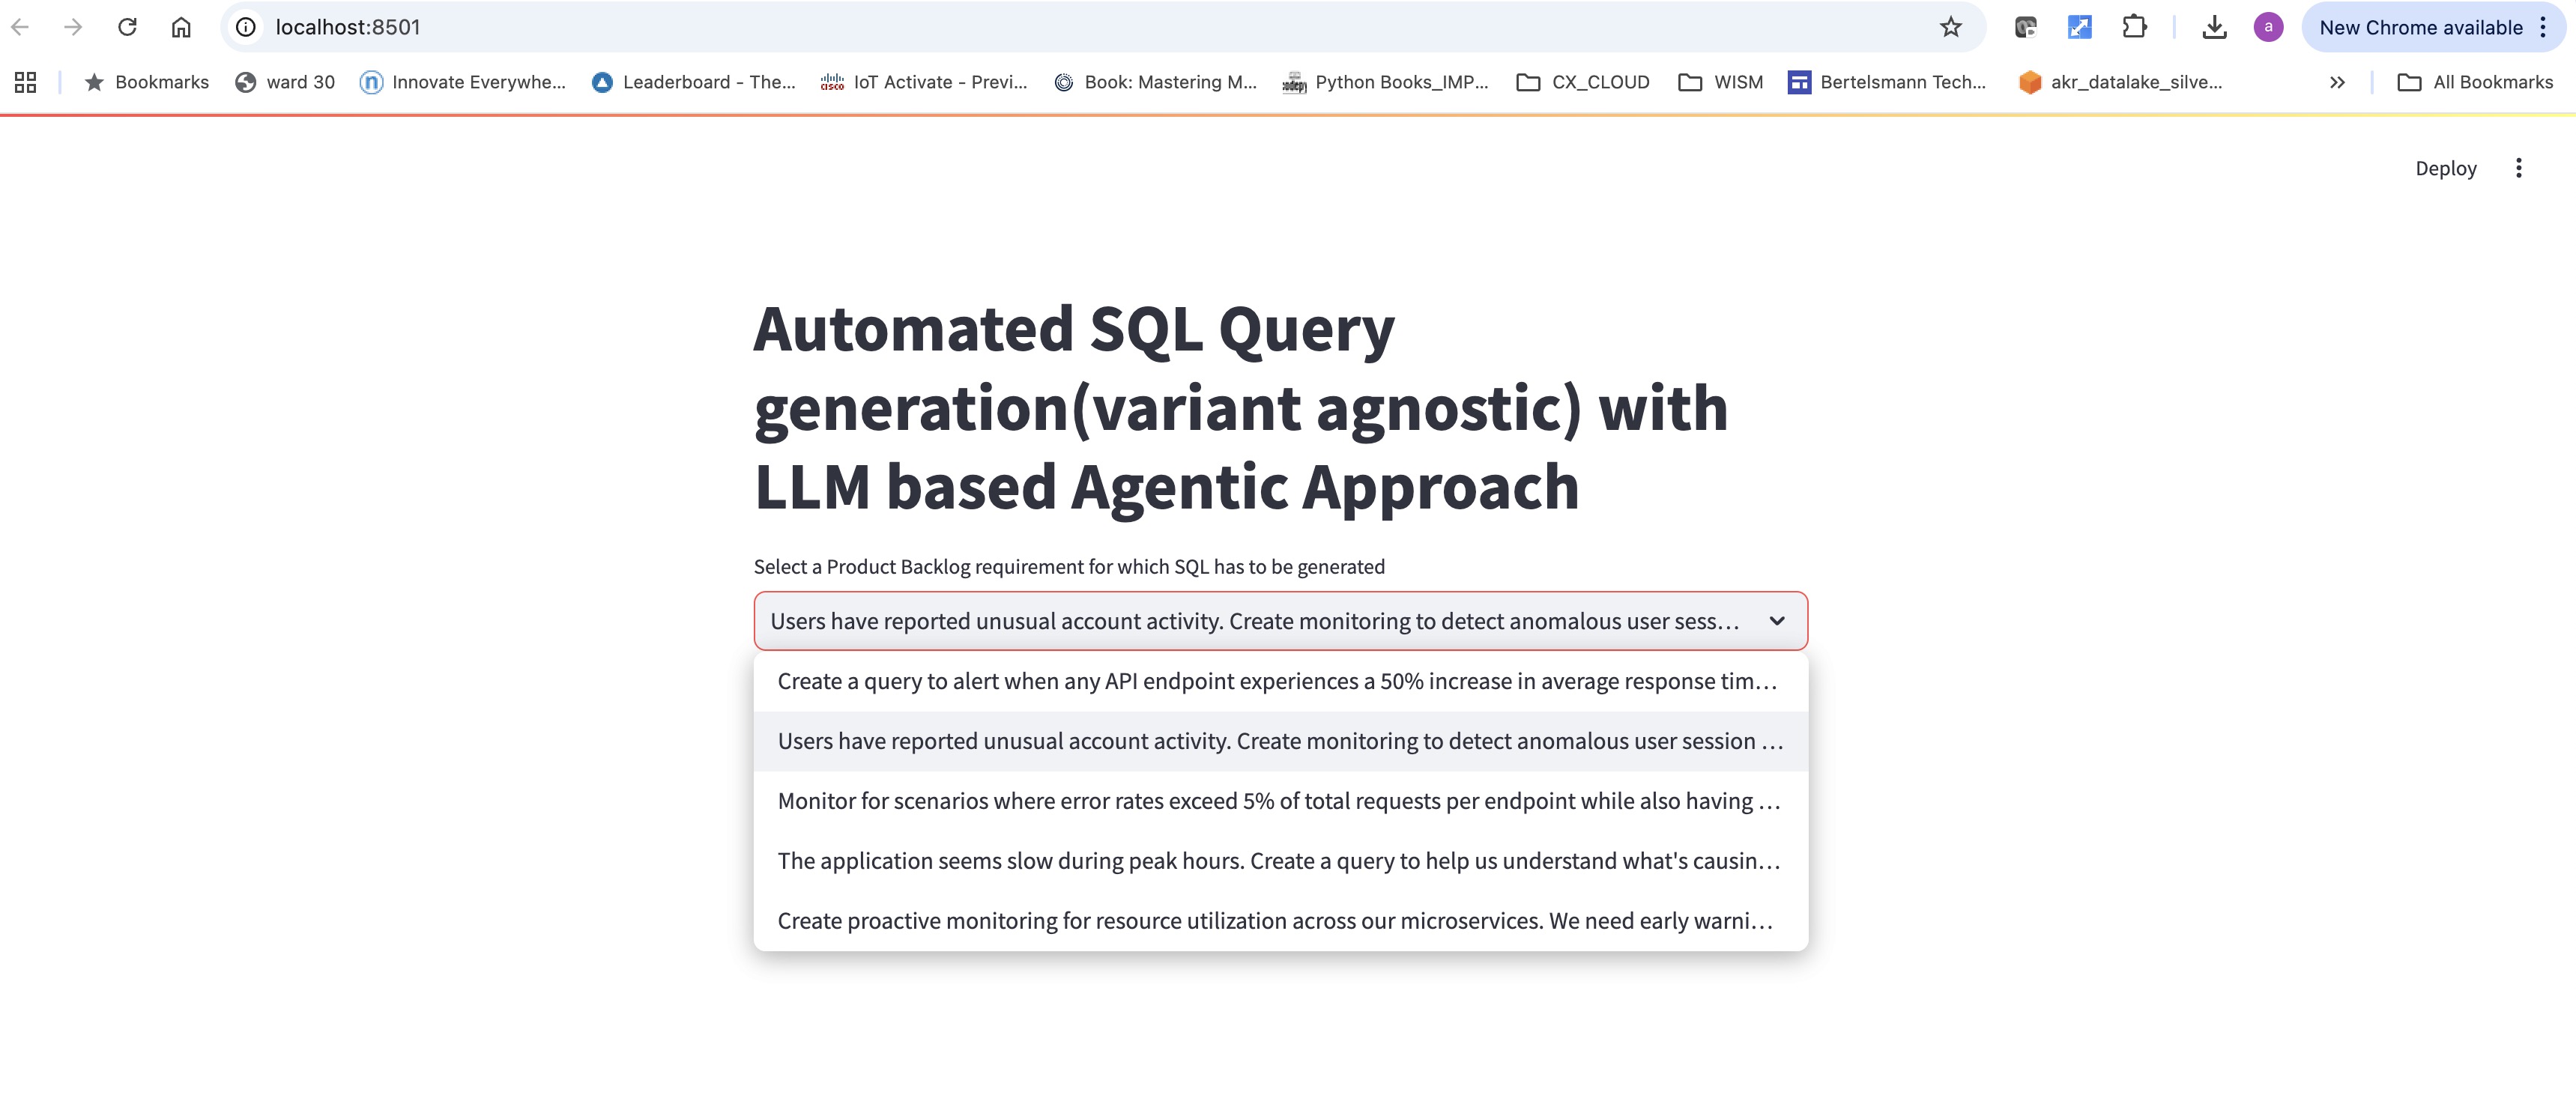 localhost:8501
a
New Chrome available
Bookmarks
ward 30
n
Innovate Everywhe...
Leaderboard - The...
cisco
IoT Activate - Previ...
Book: Mastering M...
Python Books_IMP...
CX_CLOUD
WISM
Bertelsmann Tech...
akr_datalake_silve...
All Bookmarks
Deploy
Automated SQL Query
generation(variant agnostic) with
LLM based Agentic Approach
Select a Product Backlog requirement for which SQL has to be generated
Users have reported unusual account activity. Create monitoring to detect anomalous user sess...
Create a query to alert when any API endpoint experiences a 50% increase in average response tim...
Users have reported unusual account activity. Create monitoring to detect anomalous user session ...
Monitor for scenarios where error rates exceed 5% of total requests per endpoint while also having ...
The application seems slow during peak hours. Create a query to help us understand what's causin...
Create proactive monitoring for resource utilization across our microservices. We need early warni...